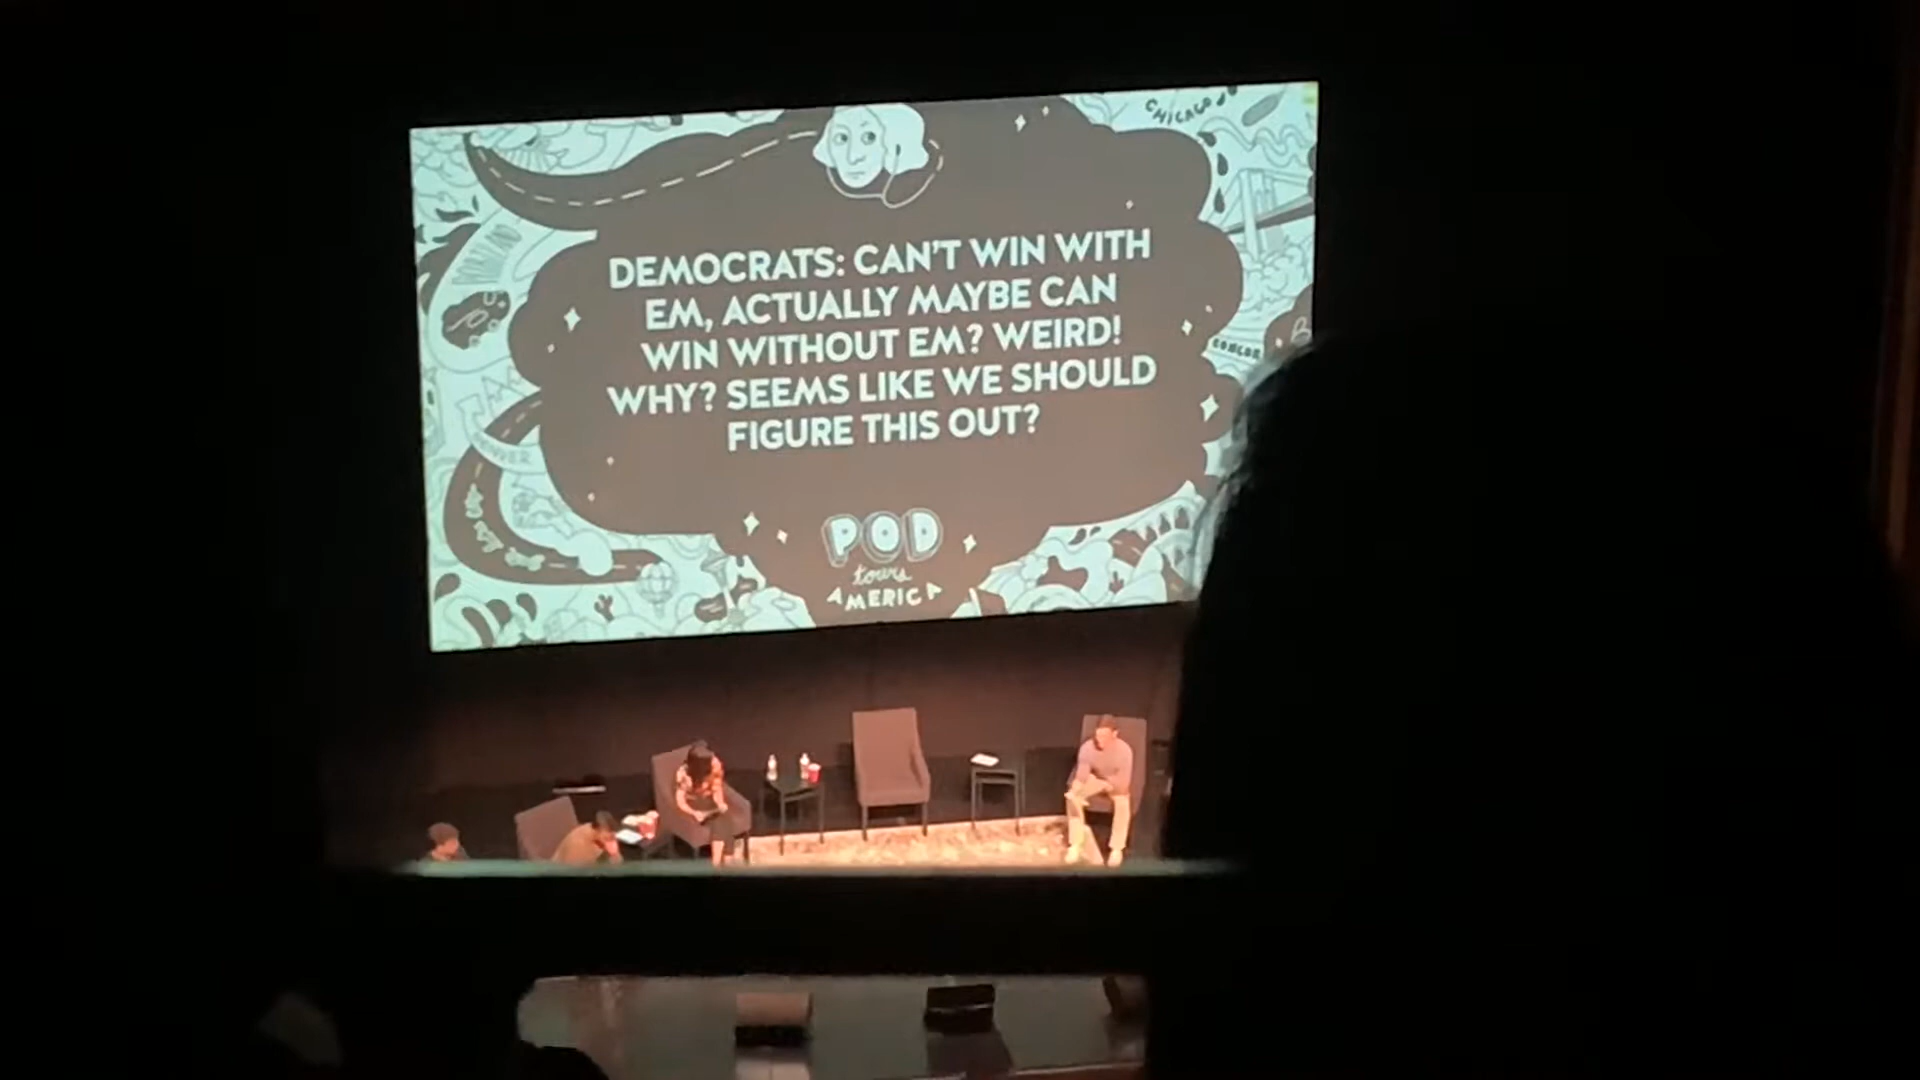 CHICAGO
DEMOCRATS: CAN'T WIN WITH
EM, ACTUALLY MAYBE CAN
WIN WITHOUT EM? WEIRD!
WHY? SEEMS LIKE WE SHOULD
FIGURE THIS OUT?
POD
tours
AMERICA